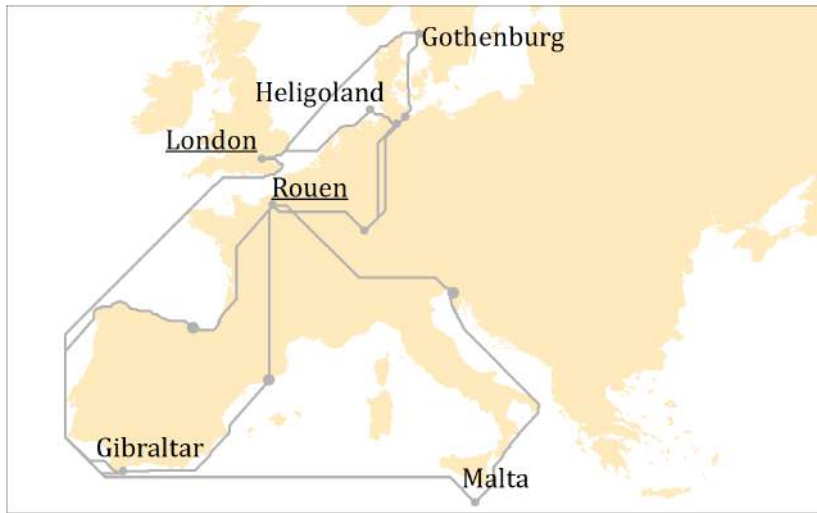 Gothenburg
Heligoland
London
Rouen
Gibraltar
Malta